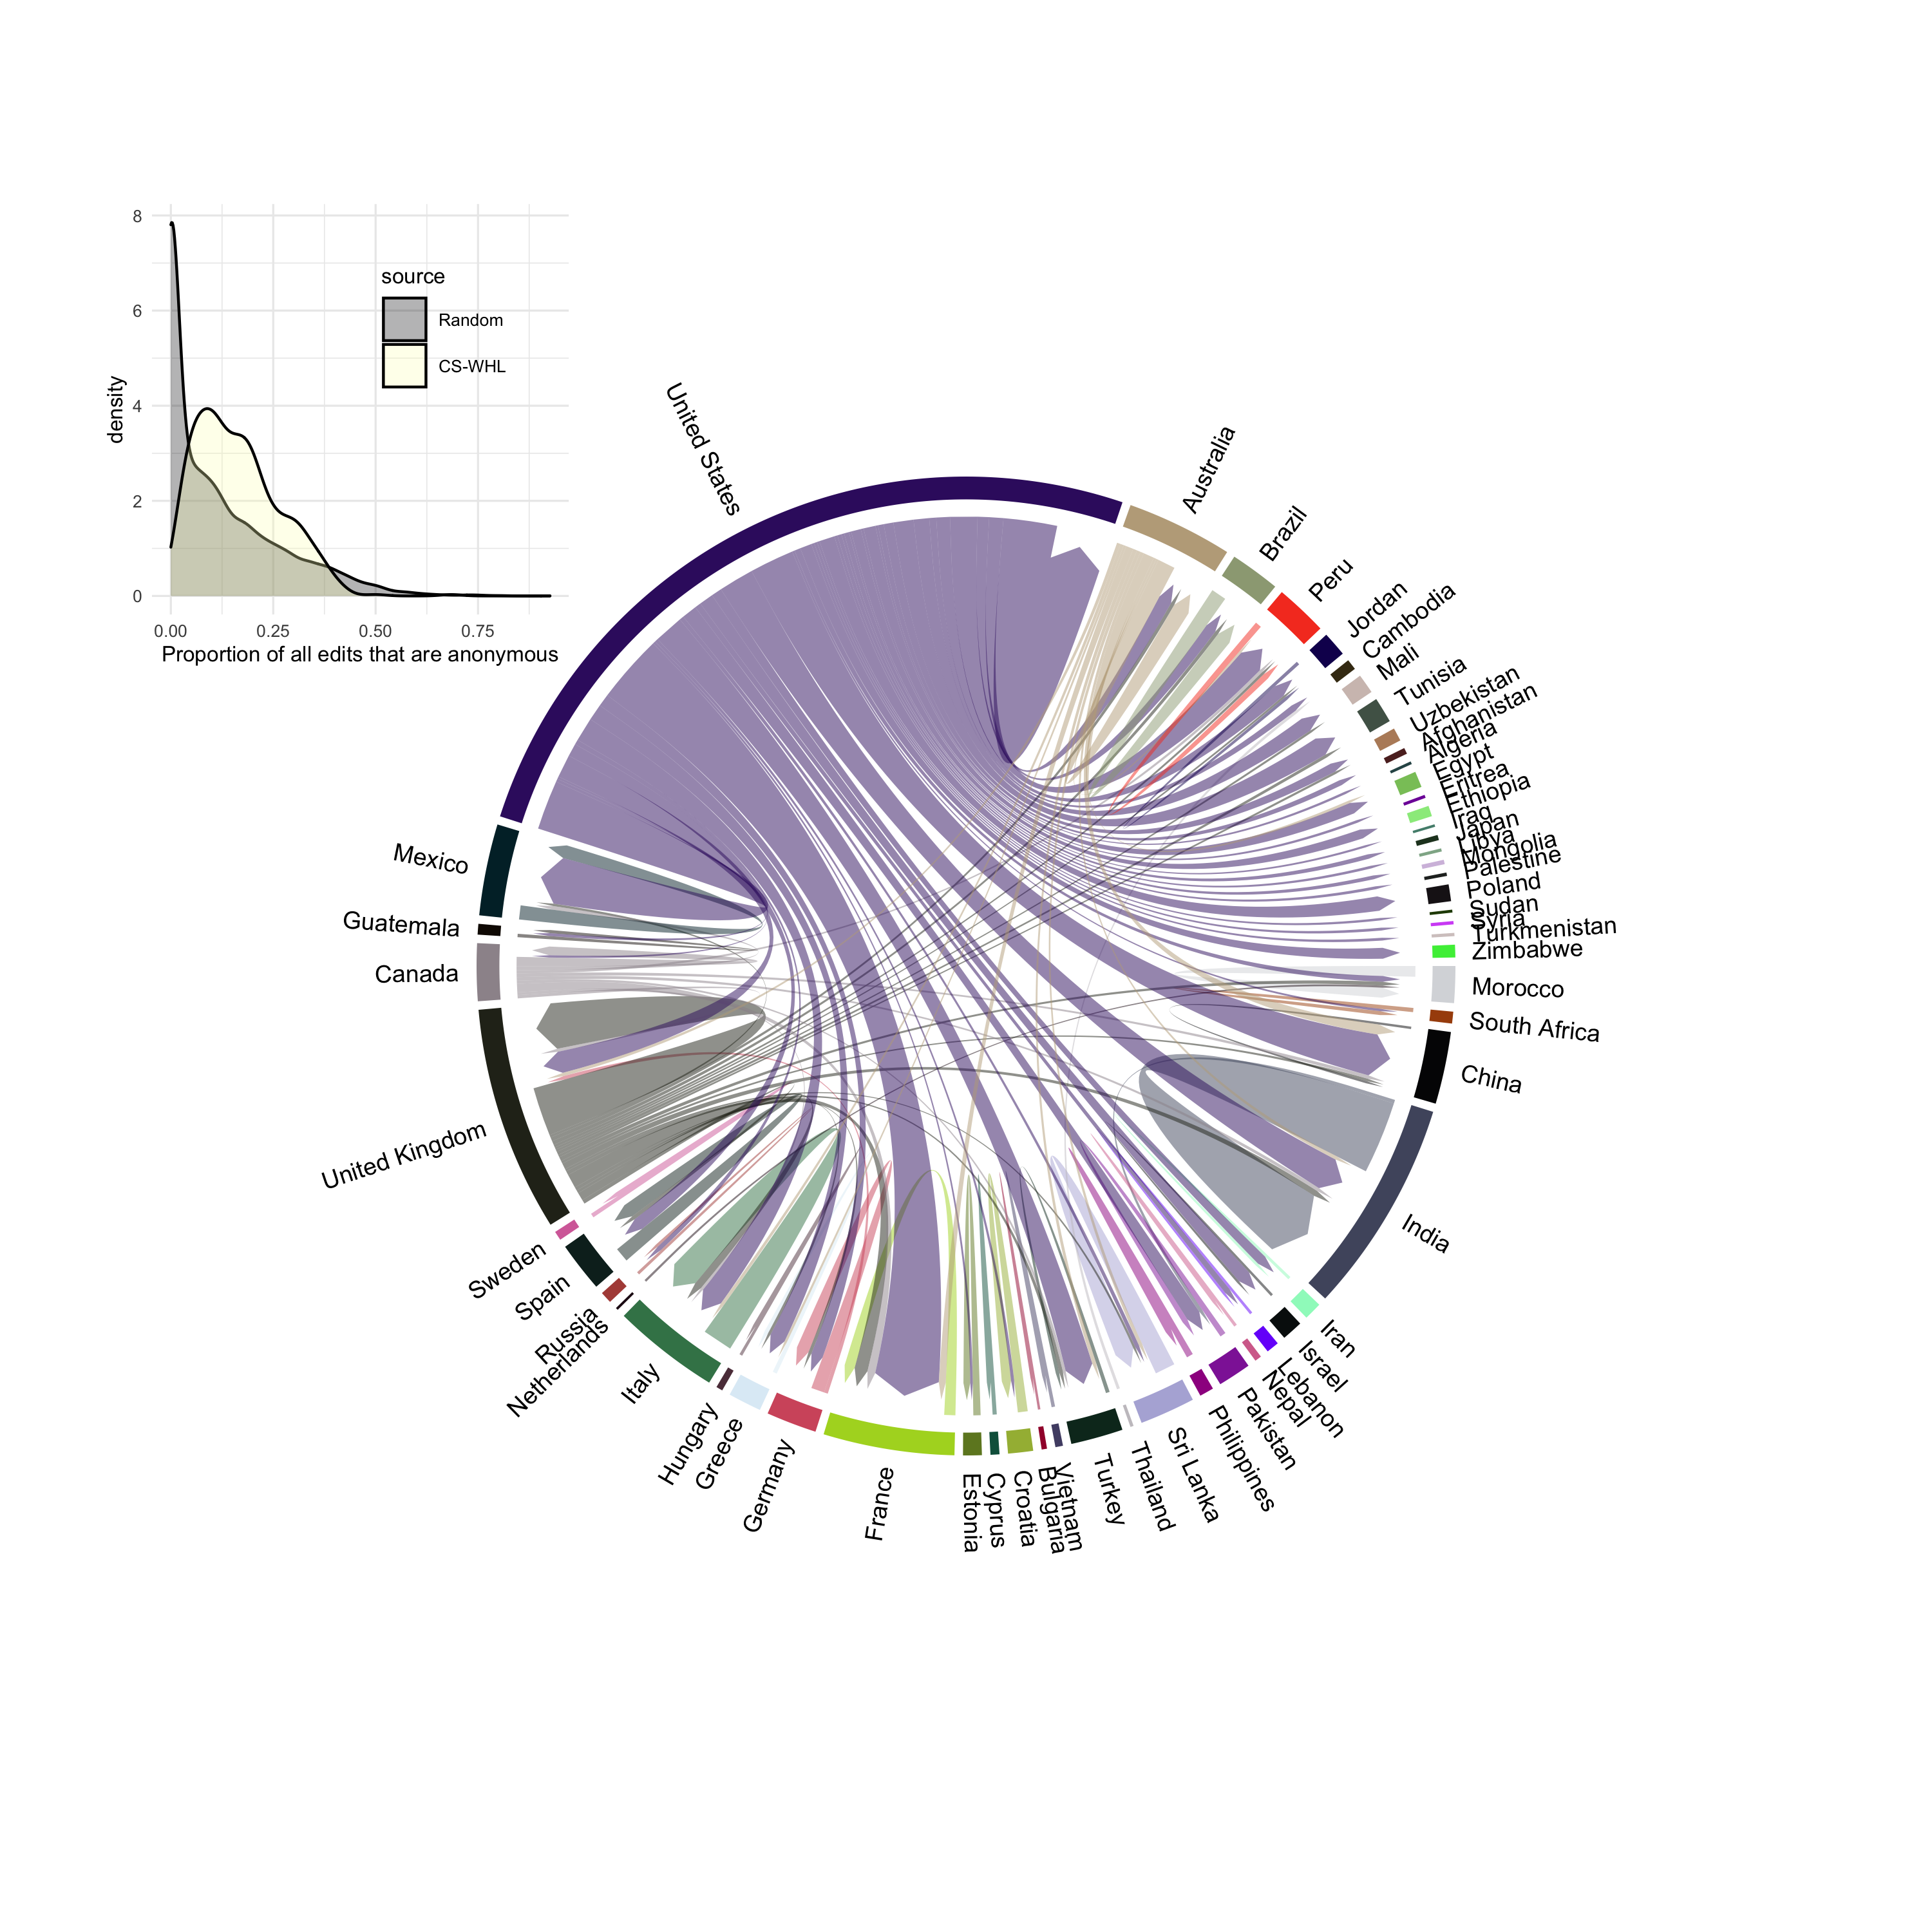 8
6
4
2
0
density
source
Random
CS-WHL
0.00 0.25 0.50 0.75
Proportion of all edits that are anonymous
United States
Australia
Brazil
Peru
Jordan
Cambodia
Mali
Tunisia
Uzbekistan
Afghanistan
Algeria
Egypt
Eritrea
Ethiopia
Iraq
Japan
Libya
Mongolia
Palestine
Poland
Sudan
Syria
Turkmenistan
Zimbabwe
Morocco
South Africa
China
India
Iran
Israel
Lebanon
Nepal
Pakistan
Philippines
Sri Lanka
Thailand
Turkey
Vietnam
Bulgaria
Croatia
Cyprus
Estonia
France
Germany
Greece
Hungary
Italy
Netherlands
Russia
Spain
Sweden
United Kingdom
Canada
Guatemala
Mexico